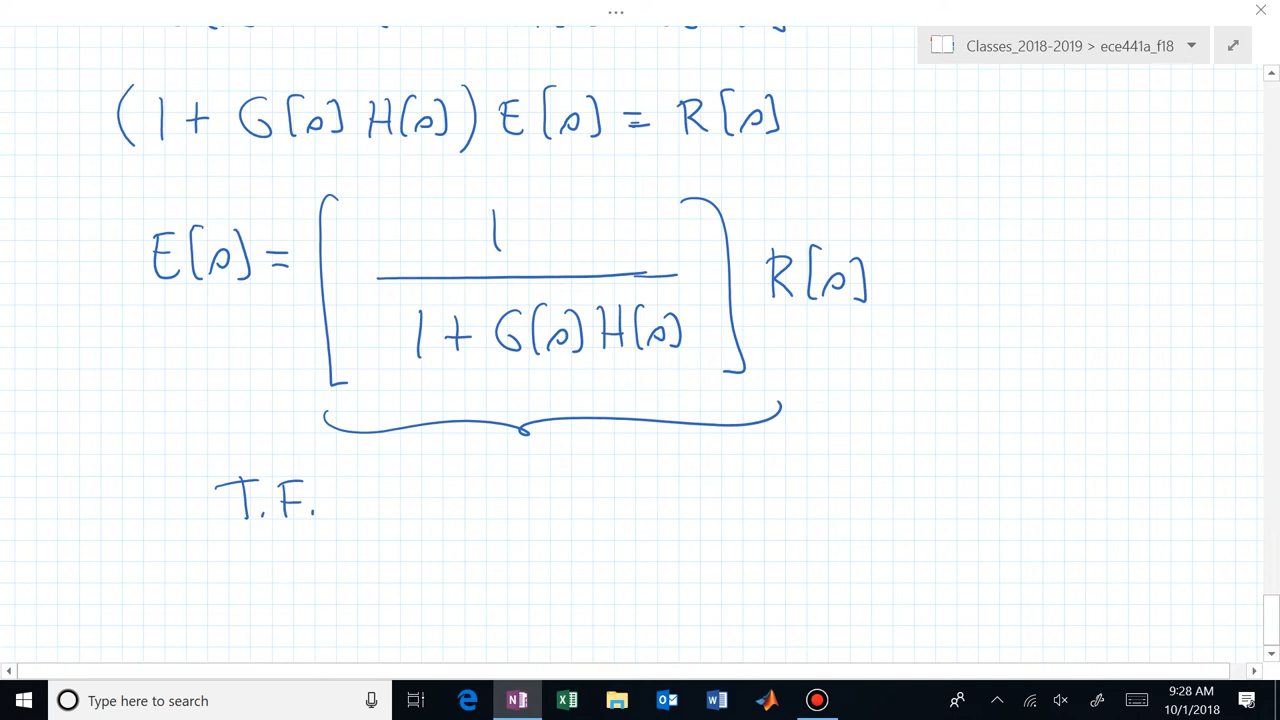 Classes_2018-2019 > ece441a_f18
(1 + G[s] H[s]) E[s] = R[s]
E[s] = [ 1 / 1 + G[s] H[s] ] R[s]
T.F.
Type here to search
9:28 AM
10/1/2018